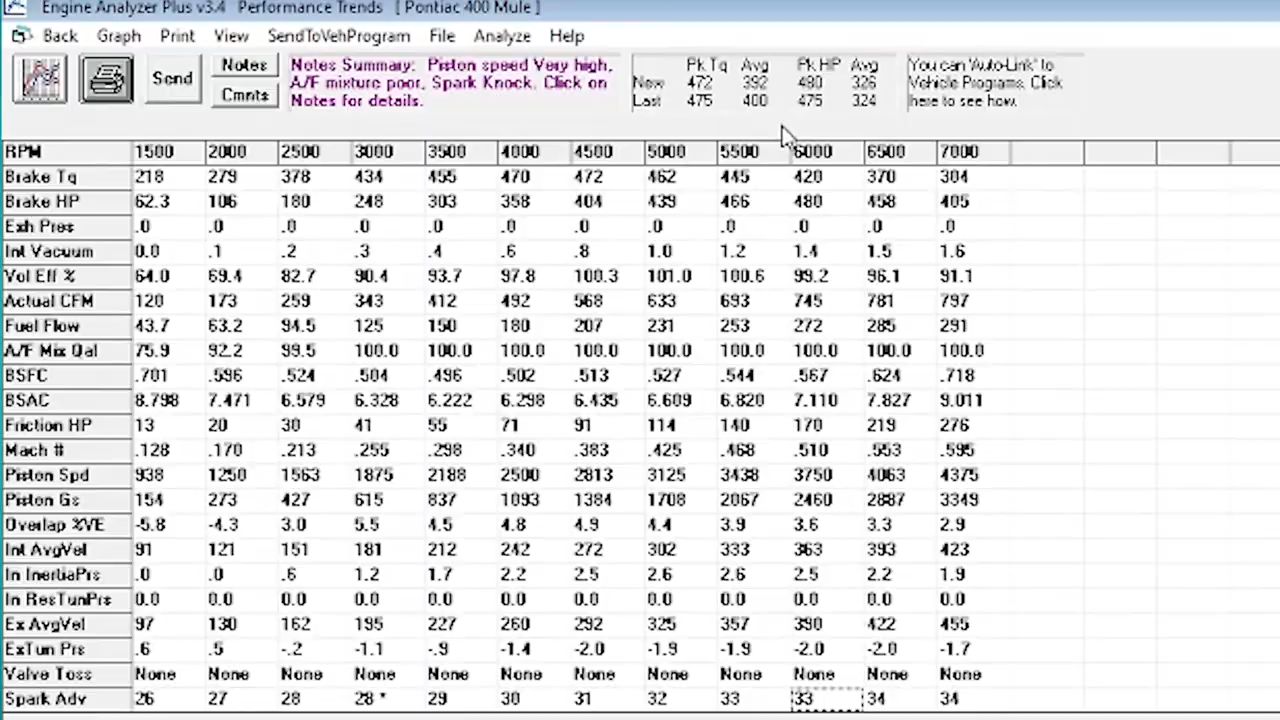 Engine Analyzer Plus v3.4 Performance Trends [ Pontiac 400 Mule ]
Back Graph Print View SendToVehProgram File Analyze Help
Send
Notes
Cmnts
Notes Summary: Piston speed Very high,
A/F mixture poor, Spark Knock. Click on
Notes for details.
Pk Tq Avg Pk HP Avg
New 472 392 480 326
Last 475 400 475 324
You can 'Auto-Link' to
Vehicle Programs. Click
here to see how.
RPM 1500 2000 2500 3000 3500 4000 4500 5000 5500 6000 6500 7000
Brake Tq 218 279 378 434 455 470 472 462 445 420 370 304
Brake HP 62.3 106 180 248 303 358 404 439 466 480 458 405
Exh Pres .0 .0 .0 .0 .0 .0 .0 .0 .0 .0 .0 .0
Int Vacuum 0.0 .1 .2 .3 .4 .6 .8 1.0 1.2 1.4 1.5 1.6
Vol Eff % 64.0 69.4 82.7 90.4 93.7 97.8 100.3 101.0 100.6 99.2 96.1 91.1
Actual CFM 120 173 259 343 412 492 568 633 693 745 781 797
Fuel Flow 43.7 63.2 94.5 125 150 180 207 231 253 272 285 291
A/F Mix Qal 75.9 92.2 99.5 100.0 100.0 100.0 100.0 100.0 100.0 100.0 100.0 100.0
BSFC .701 .596 .524 .504 .496 .502 .513 .527 .544 .567 .624 .718
BSAC 8.798 7.471 6.579 6.328 6.222 6.298 6.435 6.609 6.820 7.110 7.827 9.011
Friction HP 13 20 30 41 55 71 91 114 140 170 219 276
Mach # .128 .170 .213 .255 .298 .340 .383 .425 .468 .510 .553 .595
Piston Spd 938 1250 1563 1875 2188 2500 2813 3125 3438 3750 4063 4375
Piston Gs 154 273 427 615 837 1093 1384 1708 2067 2460 2887 3349
Overlap %VE -5.8 -4.3 3.0 5.5 4.5 4.8 4.9 4.4 3.9 3.6 3.3 2.9
Int AvgVel 91 121 151 181 212 242 272 302 333 363 393 423
In InertiaPrs .0 .0 .6 1.2 1.7 2.2 2.5 2.6 2.6 2.5 2.2 1.9
In ResTunPrs 0.0 0.0 0.0 0.0 0.0 0.0 0.0 0.0 0.0 0.0 0.0 0.0
Ex AvgVel 97 130 162 195 227 260 292 325 357 390 422 455
ExTun Prs .6 .5 -.2 -1.1 -.9 -1.4 -2.0 -1.9 -1.9 -2.0 -2.0 -1.7
Valve Toss None None None None None None None None None None None None
Spark Adv 26 27 28 28 * 29 30 31 32 33 33 34 34